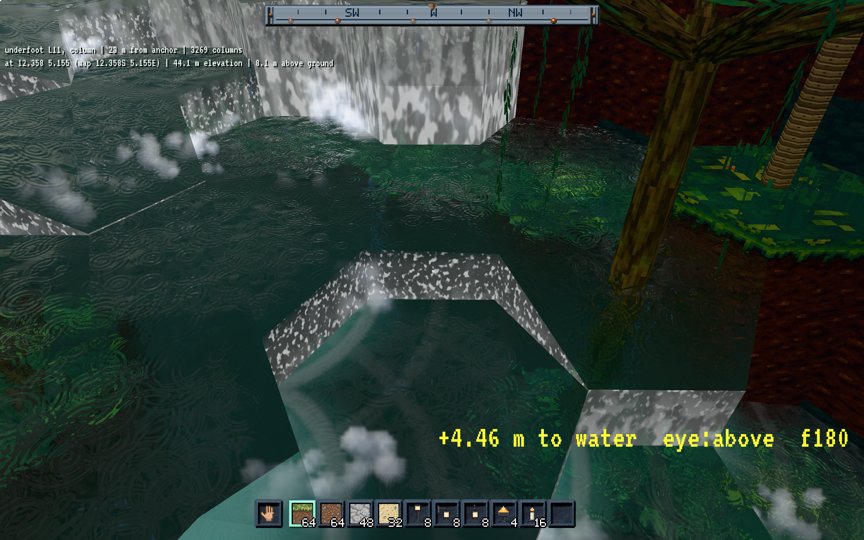 SW W NW
underfoot L11, column | 28 m from anchor | 3269 columns
at 12.358 5.155 (map 12.358S 5.155E) | 44.1 m elevation | 8.1 m above ground
+4.46 m to water eye:above f180
64 64 48 32 8 8 8 4 16